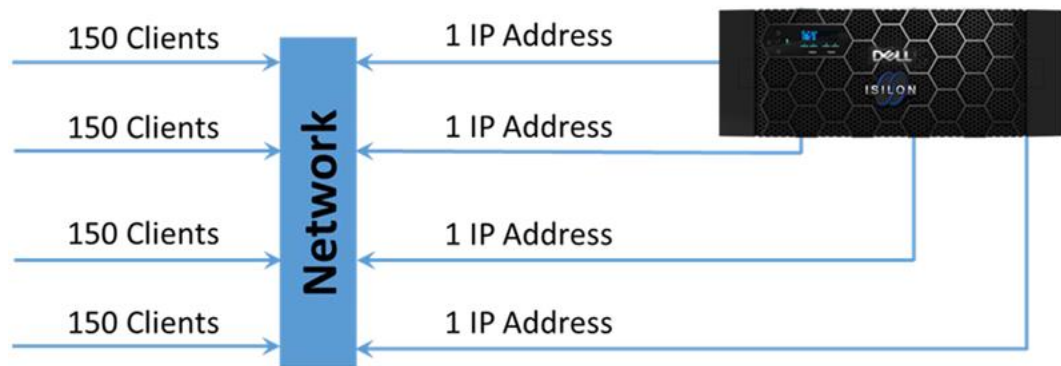 150 Clients
1 IP Address
150 Clients
1 IP Address
150 Clients
1 IP Address
150 Clients
1 IP Address
Network
DELL
ISILON